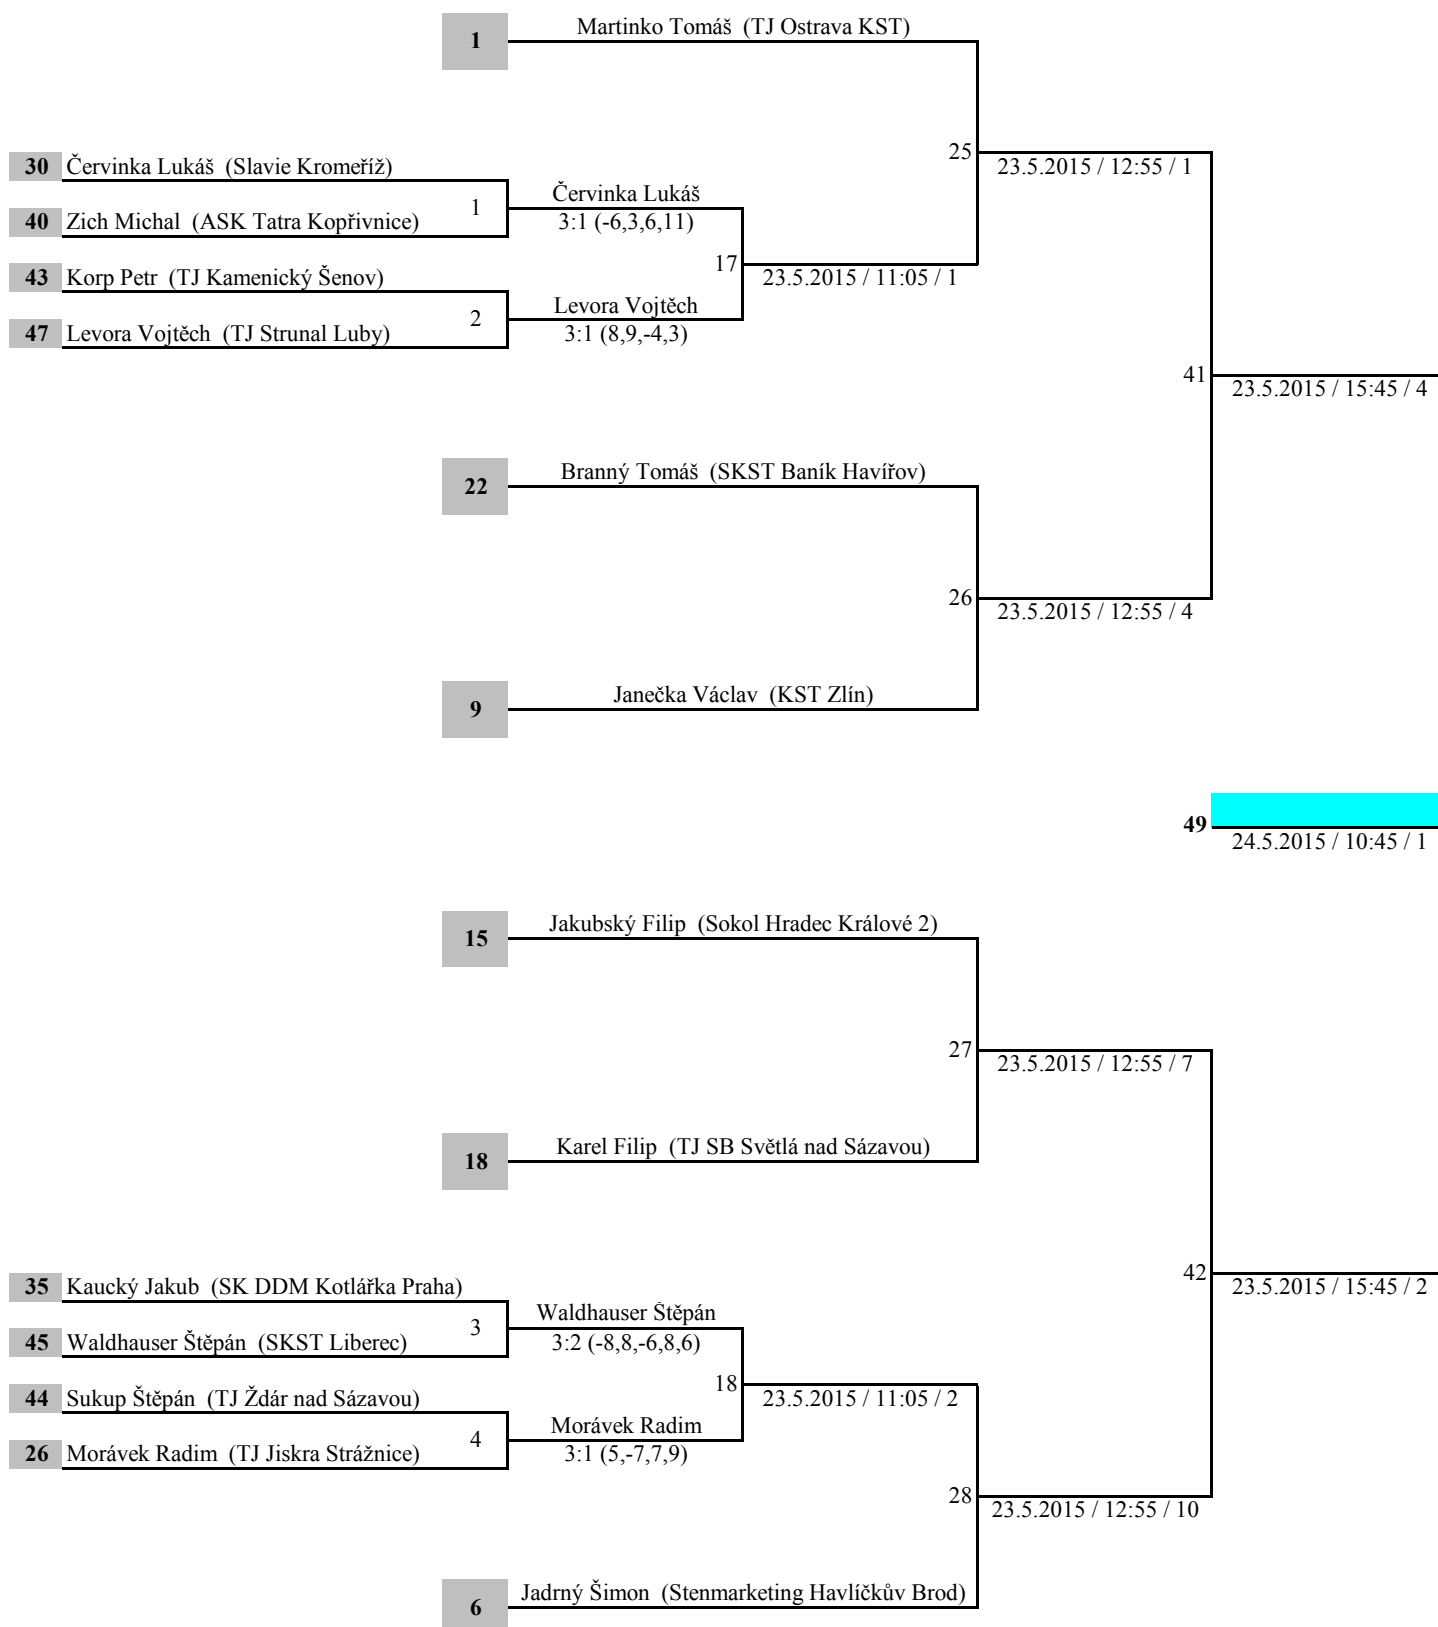 1 Martinko Tomáš (TJ Ostrava KST)
25 23.5.2015 / 12:55 / 1
30 Červinka Lukáš (Slavie Kromeříž)
1 Červinka Lukáš
3:1 (-6,3,6,11)
40 Zich Michal (ASK Tatra Kopřivnice)
17 23.5.2015 / 11:05 / 1
43 Korp Petr (TJ Kamenický Šenov)
2 Levora Vojtěch
3:1 (8,9,-4,3)
47 Levora Vojtěch (TJ Strunal Luby)
41 23.5.2015 / 15:45 / 4
22 Branný Tomáš (SKST Baník Havířov)
26 23.5.2015 / 12:55 / 4
9 Janečka Václav (KST Zlín)
49 24.5.2015 / 10:45 / 1
15 Jakubský Filip (Sokol Hradec Králové 2)
27 23.5.2015 / 12:55 / 7
18 Karel Filip (TJ SB Světlá nad Sázavou)
42 23.5.2015 / 15:45 / 2
35 Kaucký Jakub (SK DDM Kotlářka Praha)
3 Waldhauser Štěpán
3:2 (-8,8,-6,8,6)
45 Waldhauser Štěpán (SKST Liberec)
18 23.5.2015 / 11:05 / 2
44 Sukup Štěpán (TJ Ždár nad Sázavou)
4 Morávek Radim
3:1 (5,-7,7,9)
26 Morávek Radim (TJ Jiskra Strážnice)
28 23.5.2015 / 12:55 / 10
6 Jadrný Šimon (Stenmarketing Havlíčkův Brod)